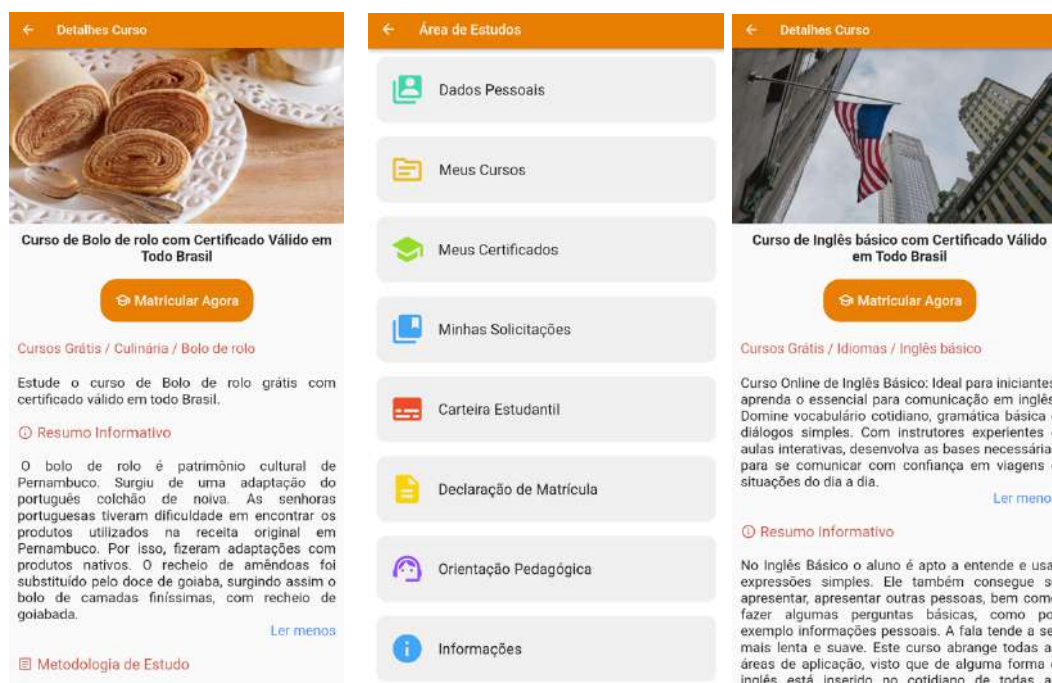 Detalhes Curso
Curso de Bolo de rolo com Certificado Válido em
Todo Brasil
Matricular Agora
Cursos Grátis / Culinária / Bolo de rolo
Estude o curso de Bolo de rolo grátis com
certificado válido em todo Brasil.
Resumo Informativo
O bolo de rolo é patrimônio cultural de
Pernambuco. Surgiu de uma adaptação do
português colchão de noiva. As senhoras
portuguesas tiveram dificuldade em encontrar os
produtos utilizados na receita original em
Pernambuco. Por isso, fizeram adaptações com
produtos nativos. O recheio de amêndoas foi
substituído pelo doce de goiaba, surgindo assim o
bolo de camadas finíssimas, com recheio de
goiabada.
Ler menos
Metodologia de Estudo
Área de Estudos
Dados Pessoais
Meus Cursos
Meus Certificados
Minhas Solicitações
Carteira Estudantil
Declaração de Matrícula
Orientação Pedagógica
Informações
Detalhes Curso
Curso de Inglês básico com Certificado Válido
em Todo Brasil
Matricular Agora
Cursos Grátis / Idiomas / Inglês básico
Curso Online de Inglês Básico: Ideal para iniciantes
aprenda o essencial para comunicação em inglês
Domine vocabulário cotidiano, gramática básica
diálogos simples. Com instrutores experientes
aulas interativas, desenvolva as bases necessária
para se comunicar com confiança em viagens
situações do dia a dia.
Ler meno
Resumo Informativo
No Inglês Básico o aluno é apto a entende e usa
expressões simples. Ele também consegue s
apresentar, apresentar outras pessoas, bem com
fazer algumas perguntas básicas, como po
exemplo informações pessoais. A fala tende a se
mais lenta e suave. Este curso abrange todas a
áreas de aplicação, visto que de alguma forma
inglês está inserido no cotidiano de todas a